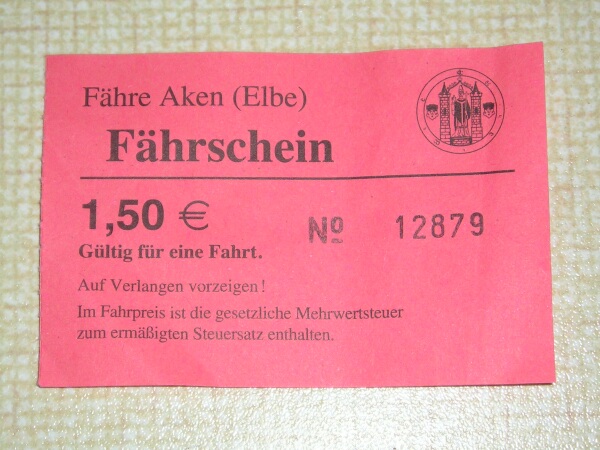 Fähre Aken (Elbe)
Fährschein
1,50 €
Nº 12879
Gültig für eine Fahrt.
Auf Verlangen vorzeigen!
Im Fahrpreis ist die gesetzliche Mehrwertsteuer
zum ermäßigten Steuersatz enthalten.